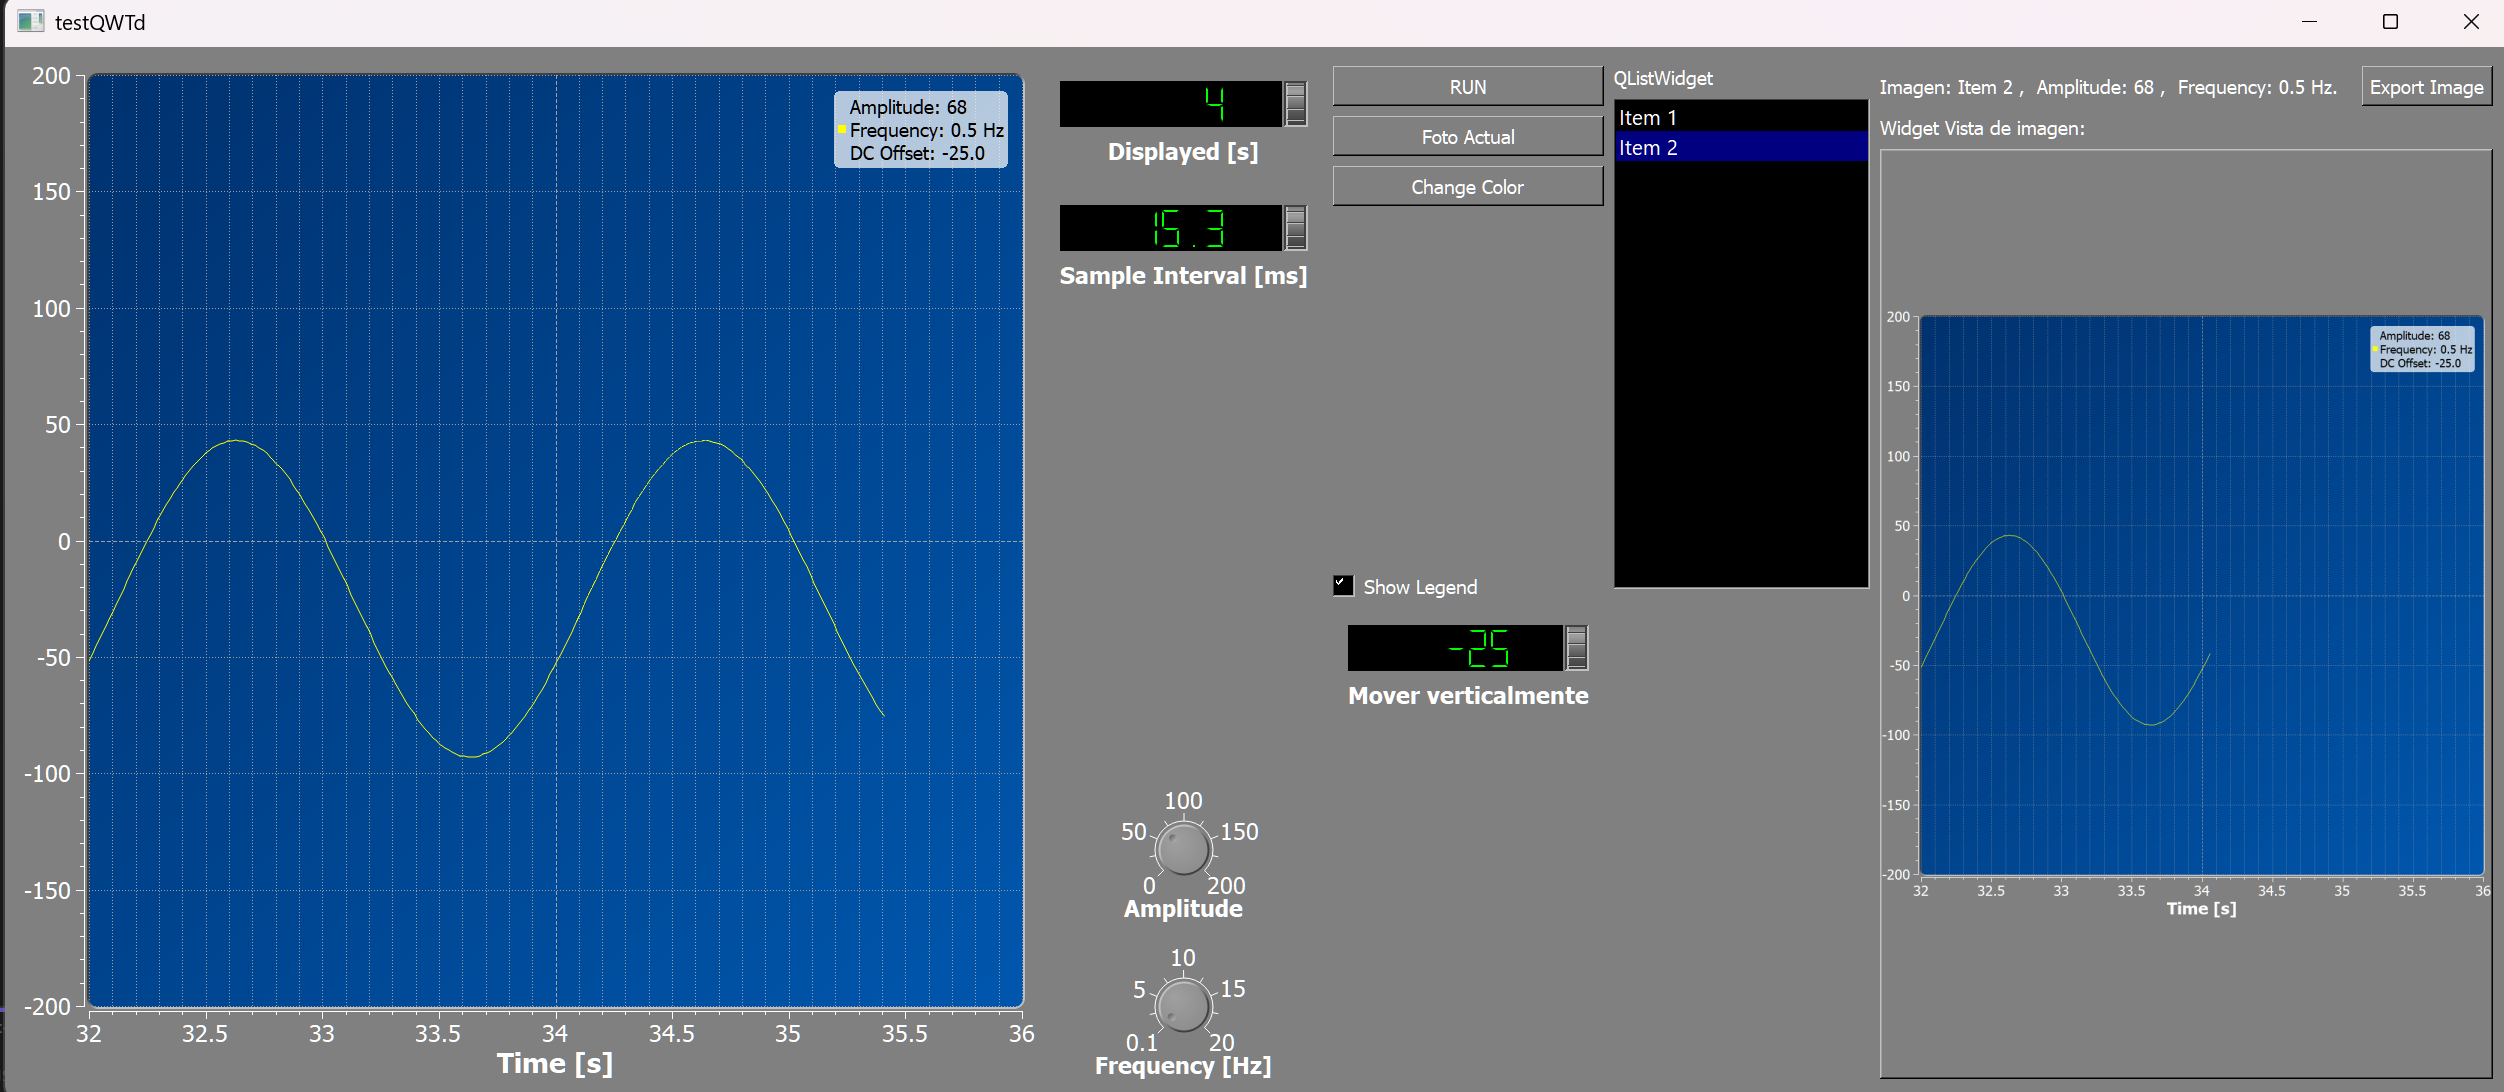 testQWTd
200
150
100
50
0
-50
-100
-150
-200
32 32.5 33 33.5 34 34.5 35 35.5 36
Time [s]
Amplitude: 68
Frequency: 0.5 Hz
DC Offset: -25.0
4
Displayed [s]
15.3
Sample Interval [ms]
100
50 150
0 200
Amplitude
10
5 15
0.1 20
Frequency [Hz]
RUN
Foto Actual
Change Color
Show Legend
-25
Mover verticalmente
QListWidget
Item 1
Item 2
Imagen: Item 2 ,  Amplitude: 68 ,  Frequency: 0.5 Hz.
Export Image
Widget Vista de imagen:
200
150
100
50
0
-50
-100
-150
-200
32 32.5 33 33.5 34 34.5 35 35.5 36
Time [s]
Amplitude: 68
Frequency: 0.5 Hz
DC Offset: -25.0